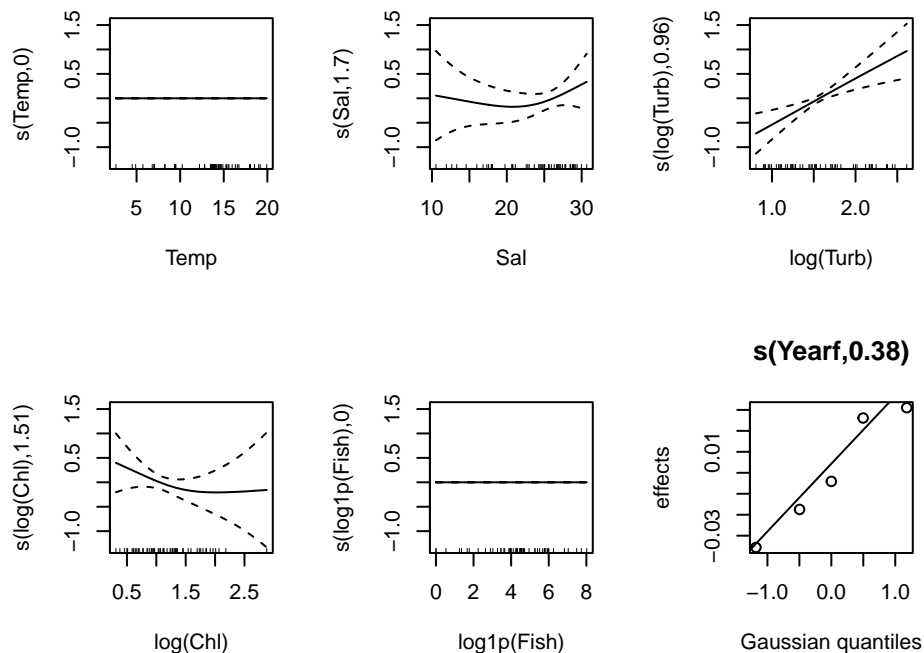 s(Temp,0)
1.5
0.5
−1.0
5
10
15
20
Temp
s(Sal,1.7)
1.5
0.5
−1.0
10
20
30
Sal
s(log(Turb),0.96)
1.5
0.5
−1.0
1.0
2.0
log(Turb)
s(log(Chl),1.51)
1.5
0.5
−1.0
0.5
1.5
2.5
log(Chl)
s(log1p(Fish),0)
1.5
0.5
−1.0
0
2
4
6
8
log1p(Fish)
s(Yearf,0.38)
effects
0.01
−0.03
−1.0
0.0
1.0
Gaussian quantiles